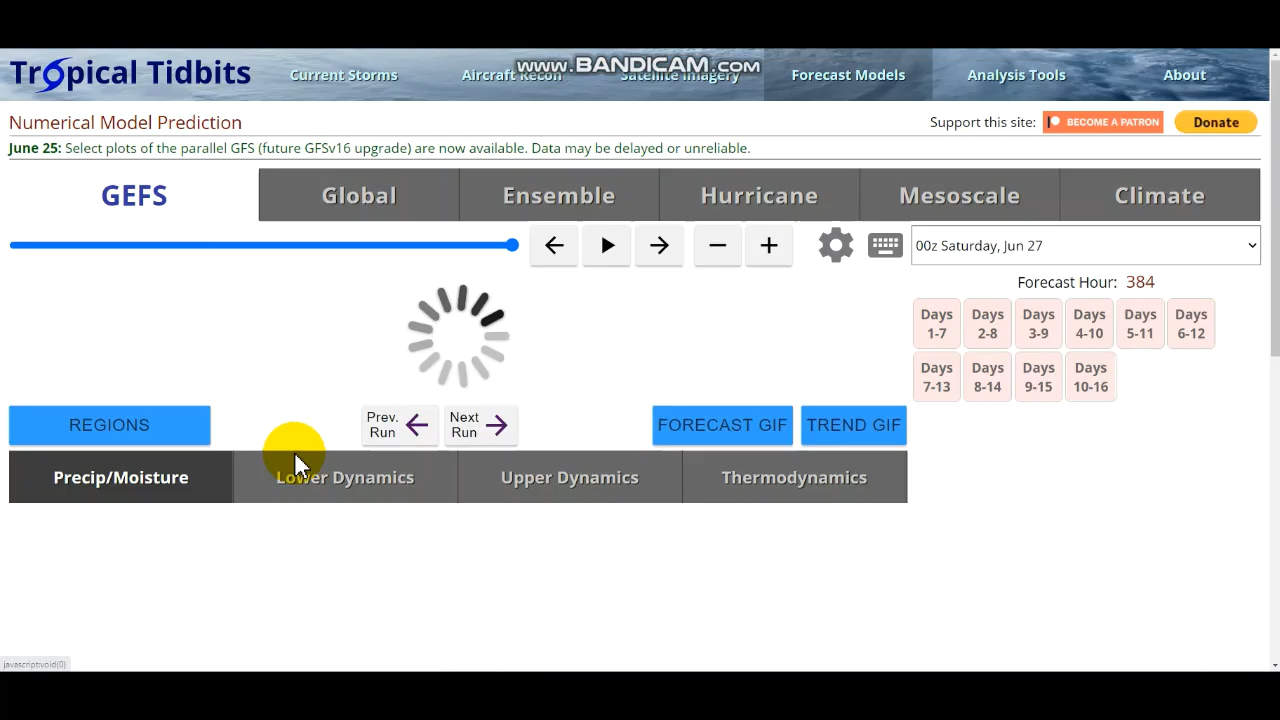 www.BANDICAM.com
Tropical Tidbits
Current Storms
Aircraft Recon
Satellite Imagery
Forecast Models
Analysis Tools
About
Numerical Model Prediction
Support this site:
BECOME A PATRON
Donate
June 25: Select plots of the parallel GFS (future GFSv16 upgrade) are now available. Data may be delayed or unreliable.
GEFS
Global
Ensemble
Hurricane
Mesoscale
Climate
00z Saturday, Jun 27
Forecast Hour: 384
Days 1-7
Days 2-8
Days 3-9
Days 4-10
Days 5-11
Days 6-12
Days 7-13
Days 8-14
Days 9-15
Days 10-16
REGIONS
Prev. Run
Next Run
FORECAST GIF
TREND GIF
Precip/Moisture
Lower Dynamics
Upper Dynamics
Thermodynamics
javascript:void(0)